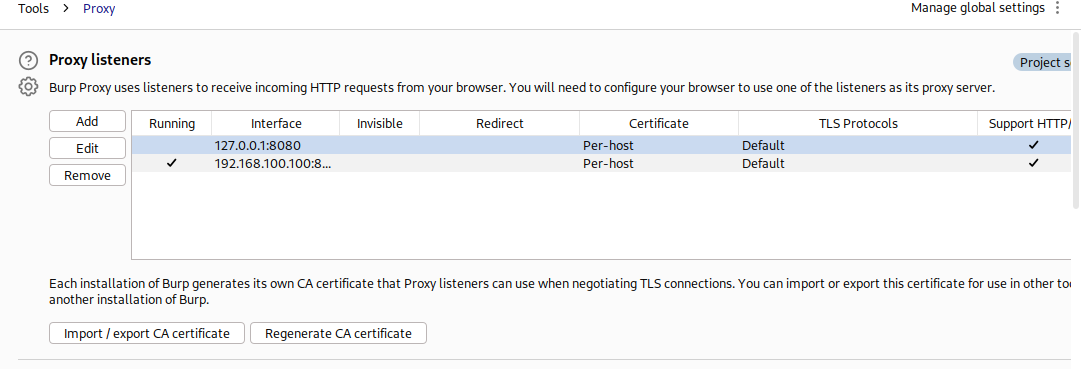 Tools > Proxy Manage global settings
Proxy listeners Project s
Burp Proxy uses listeners to receive incoming HTTP requests from your browser. You will need to configure your browser to use one of the listeners as its proxy server.
Add
Edit
Remove
Running Interface Invisible Redirect Certificate TLS Protocols Support HTTP/
127.0.0.1:8080 Per-host Default ✓
✓ 192.168.100.100:8... Per-host Default ✓
Each installation of Burp generates its own CA certificate that Proxy listeners can use when negotiating TLS connections. You can import or export this certificate for use in other too
another installation of Burp.
Import / export CA certificate Regenerate CA certificate